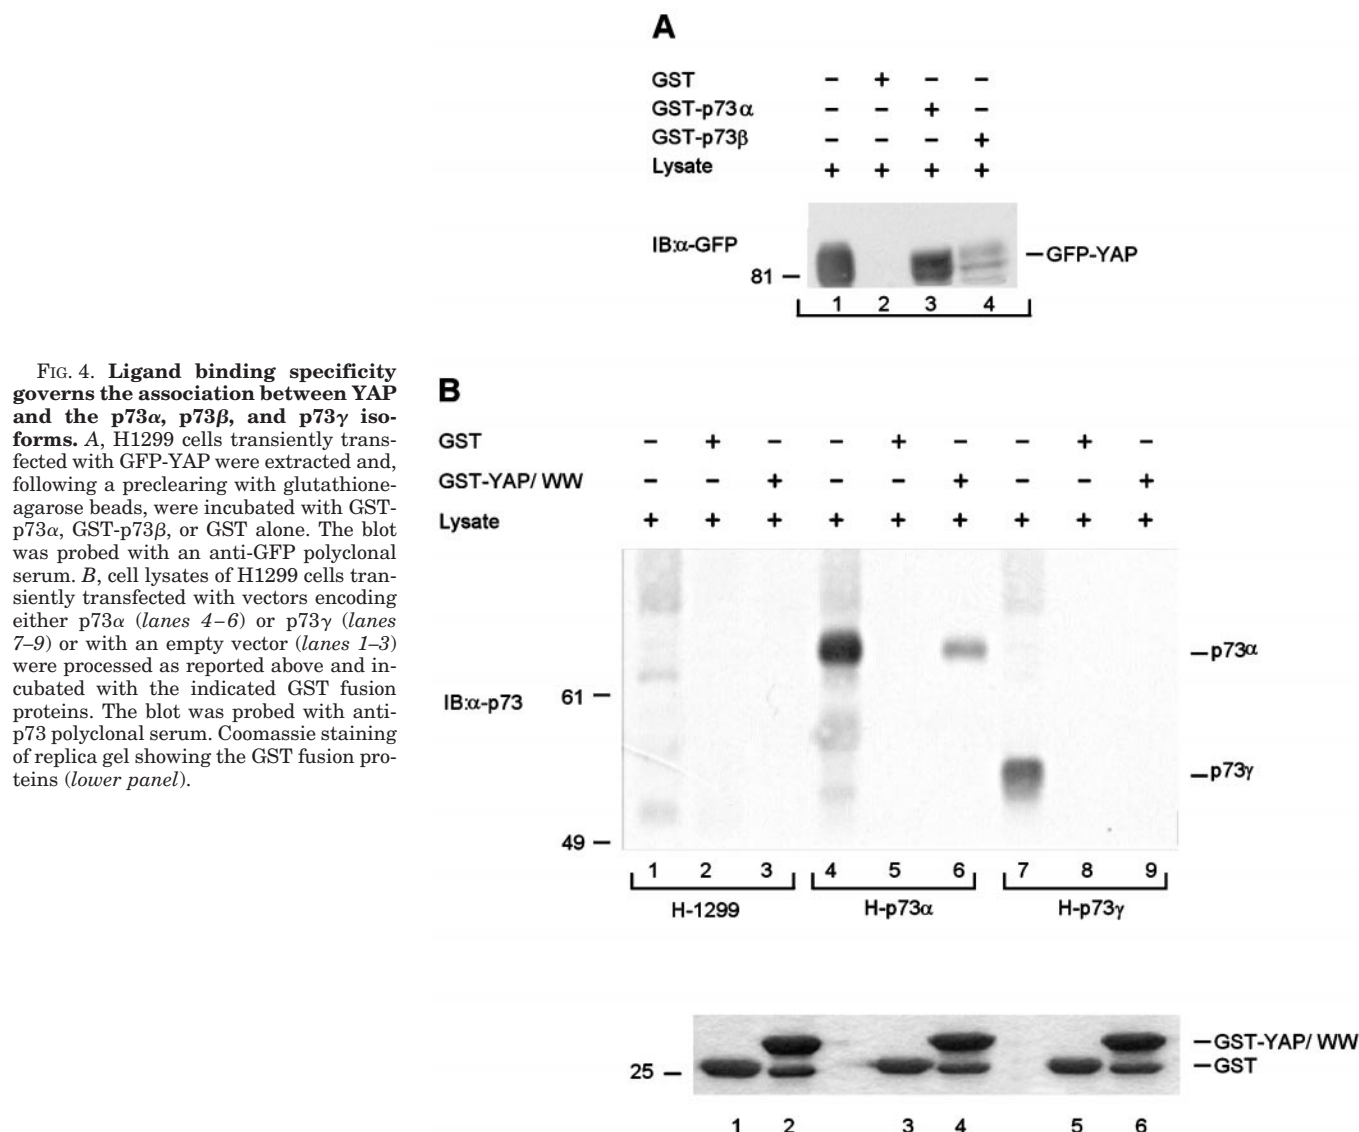 A
GST – + – –
GST-p73α – – + –
GST-p73β – – – +
Lysate + + + +
IB:α-GFP
GFP-YAP
81
1 2 3 4
FIG. 4. Ligand binding specificity
governs the association between YAP
and the p73α, p73β, and p73γ iso-
forms. A, H1299 cells transiently trans-
fected with GFP-YAP were extracted and,
following a preclearing with glutathione-
agarose beads, were incubated with GST-
p73α, GST-p73β, or GST alone. The blot
was probed with an anti-GFP polyclonal
serum. B, cell lysates of H1299 cells tran-
siently transfected with vectors encoding
either p73α (lanes 4–6) or p73γ (lanes
7–9) or with an empty vector (lanes 1–3)
were processed as reported above and in-
cubated with the indicated GST fusion
proteins. The blot was probed with anti-
p73 polyclonal serum. Coomassie staining
of replica gel showing the GST fusion pro-
teins (lower panel).
B
GST – + – – + – – + –
GST-YAP/ WW – – + – – + – – +
Lysate + + + + + + + + +
p73α
IB:α-p73
61
p73γ
49
1 2 3 4 5 6 7 8 9
H-1299 H-p73α H-p73γ
GST-YAP/ WW
GST
25
1 2 3 4 5 6